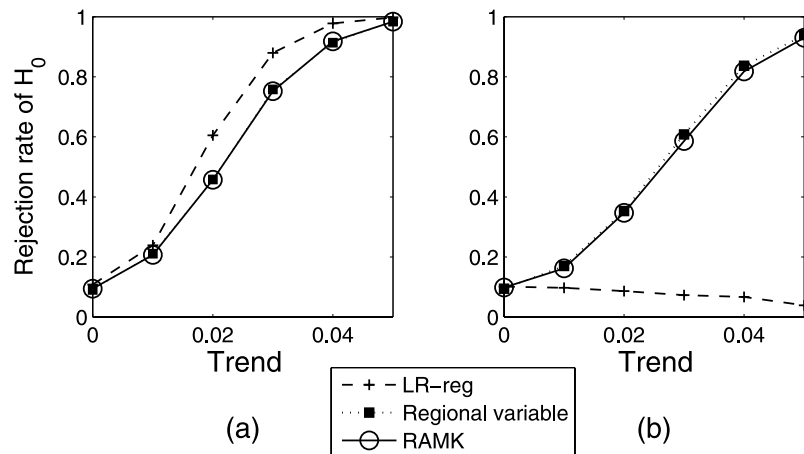 Rejection rate of H0
1
0.8
0.6
0.4
0.2
0
0 0.02 0.04
Trend
(a)
1
0.8
0.6
0.4
0.2
0
0 0.02 0.04
Trend
(b)
LR-reg
Regional variable
RAMK